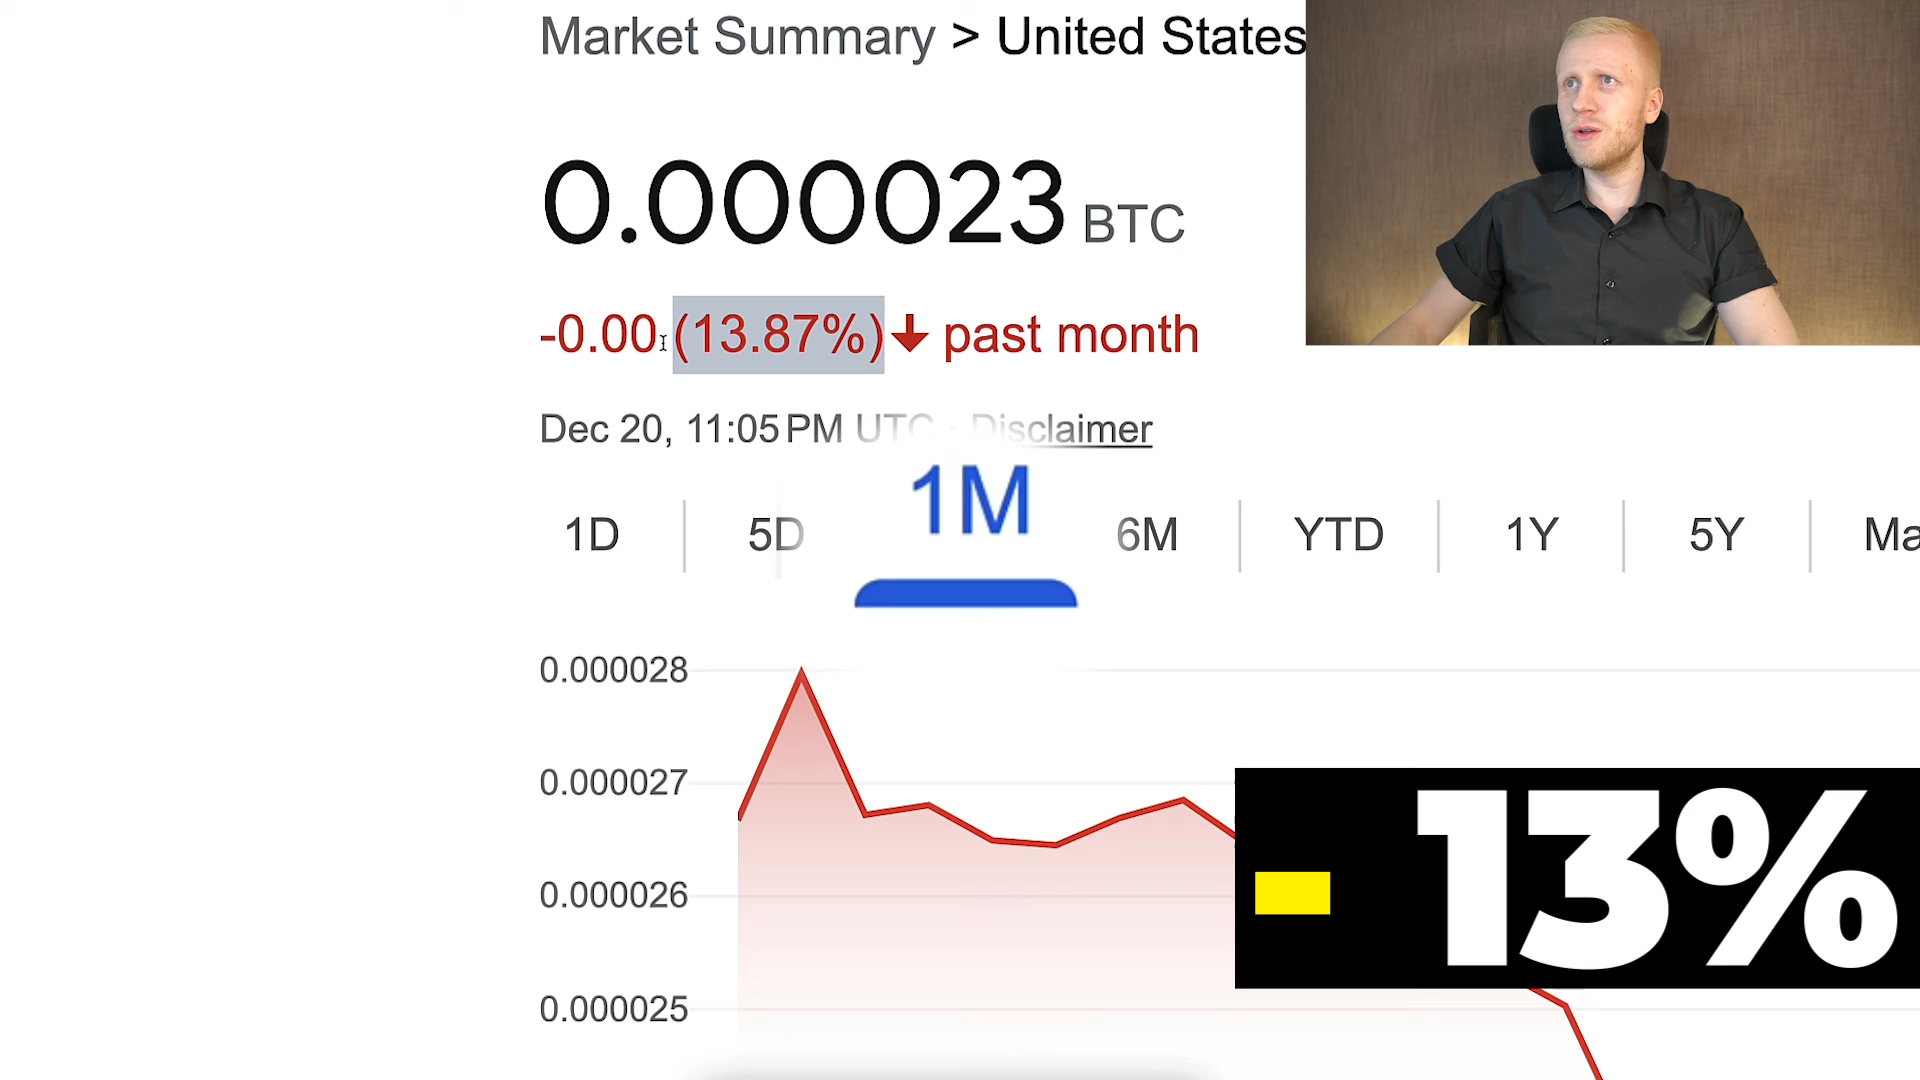 Market Summary > United States
0.000023 BTC
-0.00 (13.87%) past month
Dec 20, 11:05 PM UTC · Disclaimer
1D 5D 1M 6M YTD 1Y 5Y
0.000028
0.000027
0.000026
0.000025
- 13%